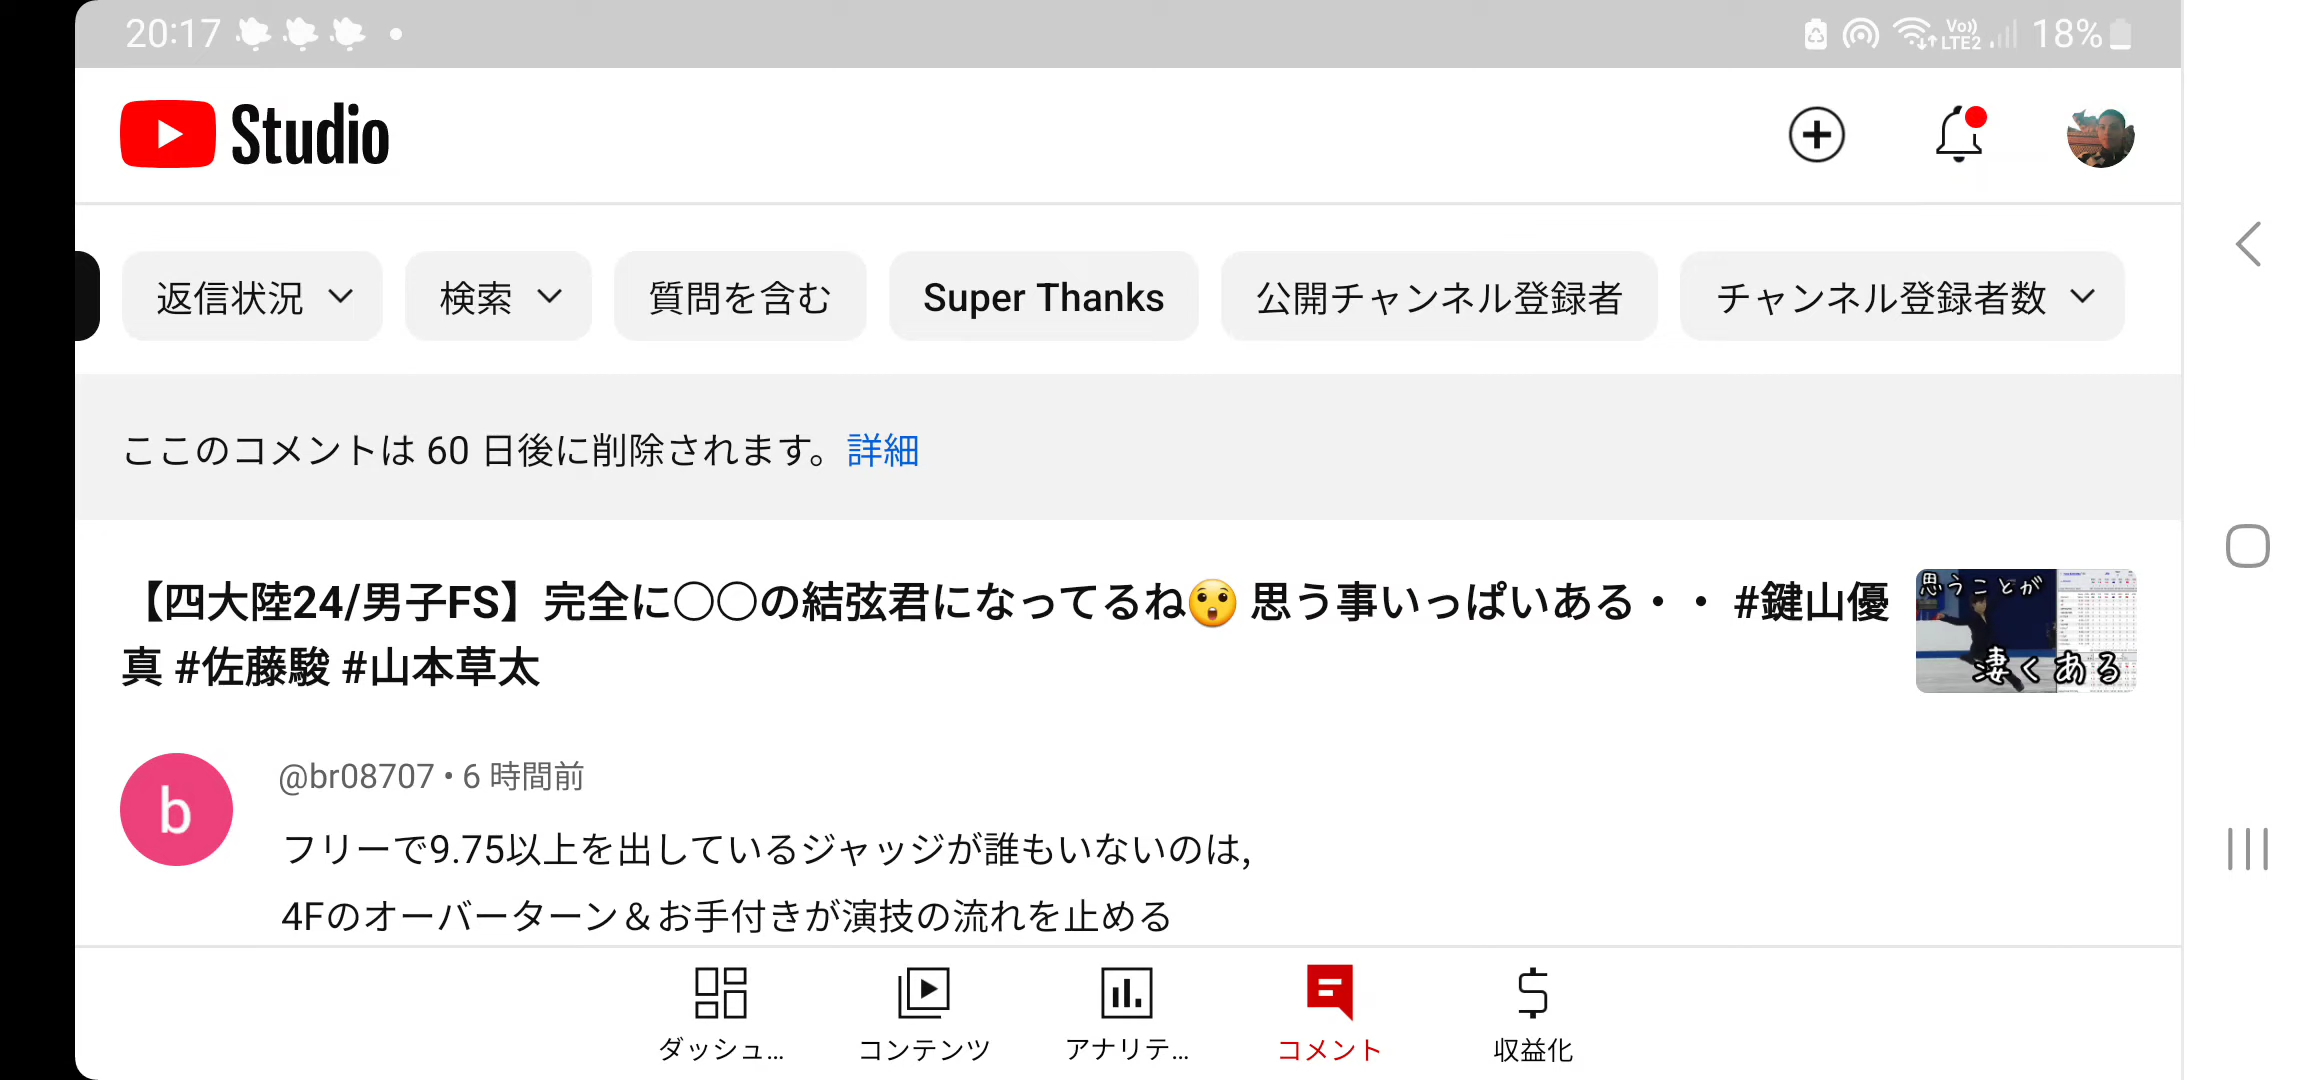 20:17
Vo)) LTE2 18%
Studio
返信状況 検索 質問を含む Super Thanks 公開チャンネル登録者 チャンネル登録者数
ここのコメントは 60 日後に削除されます。詳細
【四大陸24/男子FS】完全に〇〇の結弦君になってるね😲 思う事いっぱいある・・ #鍵山優
真 #佐藤駿 #山本草太
思うことが
凄くある
b
@br08707 • 6 時間前
フリーで9.75以上を出しているジャッジが誰もいないのは,
4Fのオーバーターン＆お手付きが演技の流れを止める
ダッシュ... コンテンツ アナリテ... コメント 収益化